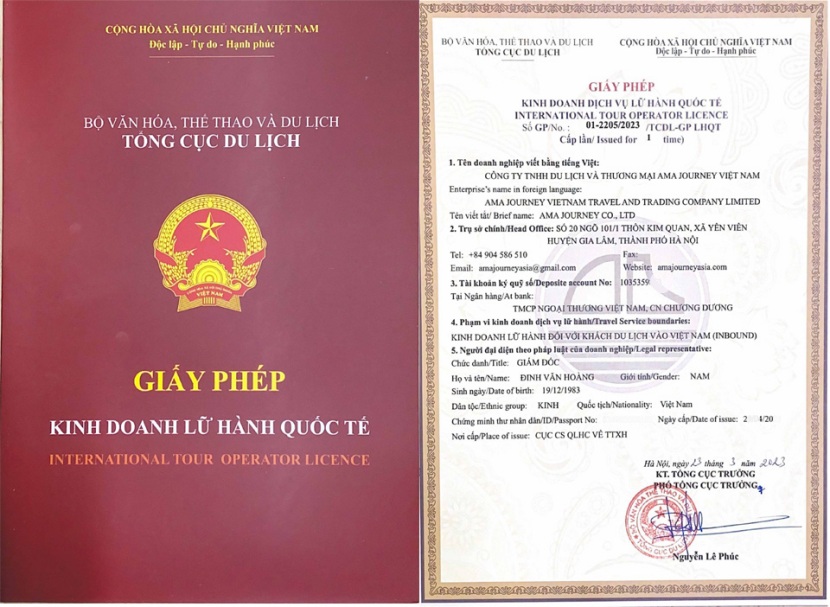 CỘNG HÒA XÃ HỘI CHỦ NGHĨA VIỆT NAM
Độc lập - Tự do - Hạnh phúc
BỘ VĂN HÓA, THỂ THAO VÀ DU LỊCH
TỔNG CỤC DU LỊCH
VIỆT NAM
GIẤY PHÉP
KINH DOANH LỮ HÀNH QUỐC TẾ
INTERNATIONAL TOUR OPERATOR LICENCE
BỘ VĂN HÓA, THỂ THAO VÀ DU LỊCH
TỔNG CỤC DU LỊCH
CỘNG HÒA XÃ HỘI CHỦ NGHĨA VIỆT NAM
Độc lập - Tự do - Hạnh phúc
GIẤY PHÉP
KINH DOANH DỊCH VỤ LỮ HÀNH QUỐC TẾ
INTERNATIONAL TOUR OPERATOR LICENCE
Số GP/No. : 01-2205/2023 /TCDL-GP LHQT
Cấp lần/ Issued for 1 time)
1. Tên doanh nghiệp viết bằng tiếng Việt:
CÔNG TY TNHH DU LỊCH VÀ THƯƠNG MẠI AMA JOURNEY VIỆT NAM
Enterprise's name in foreign language:
AMA JOURNEY VIETNAM TRAVEL AND TRADING COMPANY LIMITED
Tên viết tắt/ Brief name: AMA JOURNEY CO., LTD
2. Trụ sở chính/Head Office: SỐ 20 NGÕ 101/1 THÔN KIM QUAN, XÃ YÊN VIÊN
HUYỆN GIA LÂM, THÀNH PHỐ HÀ NỘI
Tel: +84 904 586 510 Fax:
Email: amajourneyasia@gmail.com Website: amajourneyasia.com
3. Tài khoản ký quỹ số/Deposite account No: 1035359
Tại Ngân hàng/At bank:
TMCP NGOẠI THƯƠNG VIỆT NAM, CN CHƯƠNG DƯƠNG
4. Phạm vi kinh doanh dịch vụ lữ hành/Travel Service boundaries:
KINH DOANH LỮ HÀNH ĐỐI VỚI KHÁCH DU LỊCH VÀO VIỆT NAM (INBOUND)
5. Người đại diện theo pháp luật của doanh nghiệp/Legal representative:
Chức danh/Title: GIÁM ĐỐC
Họ và tên/Name: ĐINH VĂN HOÀNG Giới tính/Gender: NAM
Sinh ngày/Date of birth: 19/12/1983
Dân tộc/Ethnic group: KINH Quốc tịch/Nationality: Việt Nam
Chứng minh thư nhân dân/ID/Passport No: Ngày cấp/Date of issue: 2 4/20
Nơi cấp/Place of issue: CỤC CS QLHC VỀ TTXH
Hà Nội, ngày 23 tháng 3 năm 2023
KT. TỔNG CỤC TRƯỞNG
PHÓ TỔNG CỤC TRƯỞNG
Nguyễn Lê Phúc